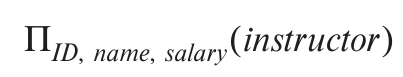 Π_{ID, name, salary}(instructor)